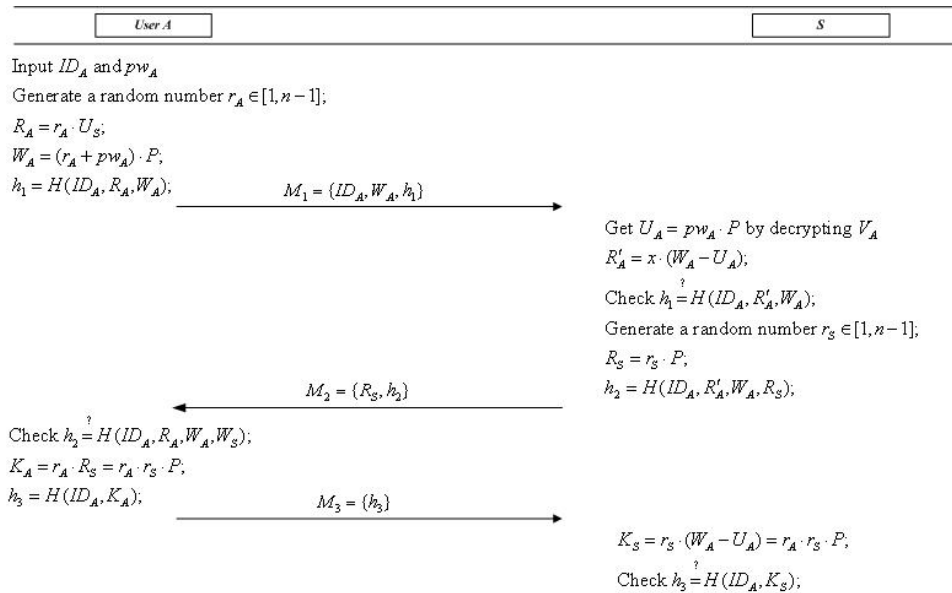 User A
S
Input ID_A and pw_A
Generate a random number r_A ∈ [1, n−1];
R_A = r_A · U_S;
W_A = (r_A + pw_A) · P;
h_1 = H(ID_A, R_A, W_A);
M_1 = {ID_A, W_A, h_1}
Get U_A = pw_A · P by decrypting V_A
R'_A = x · (W_A − U_A);
Check h_1 ≟ H(ID_A, R'_A, W_A);
Generate a random number r_S ∈ [1, n−1];
R_S = r_S · P;
h_2 = H(ID_A, R'_A, W_A, R_S);
M_2 = {R_S, h_2}
Check h_2 ≟ H(ID_A, R_A, W_A, W_S);
K_A = r_A · R_S = r_A · r_S · P;
h_3 = H(ID_A, K_A);
M_3 = {h_3}
K_S = r_S · (W_A − U_A) = r_A · r_S · P;
Check h_3 ≟ H(ID_A, K_S);